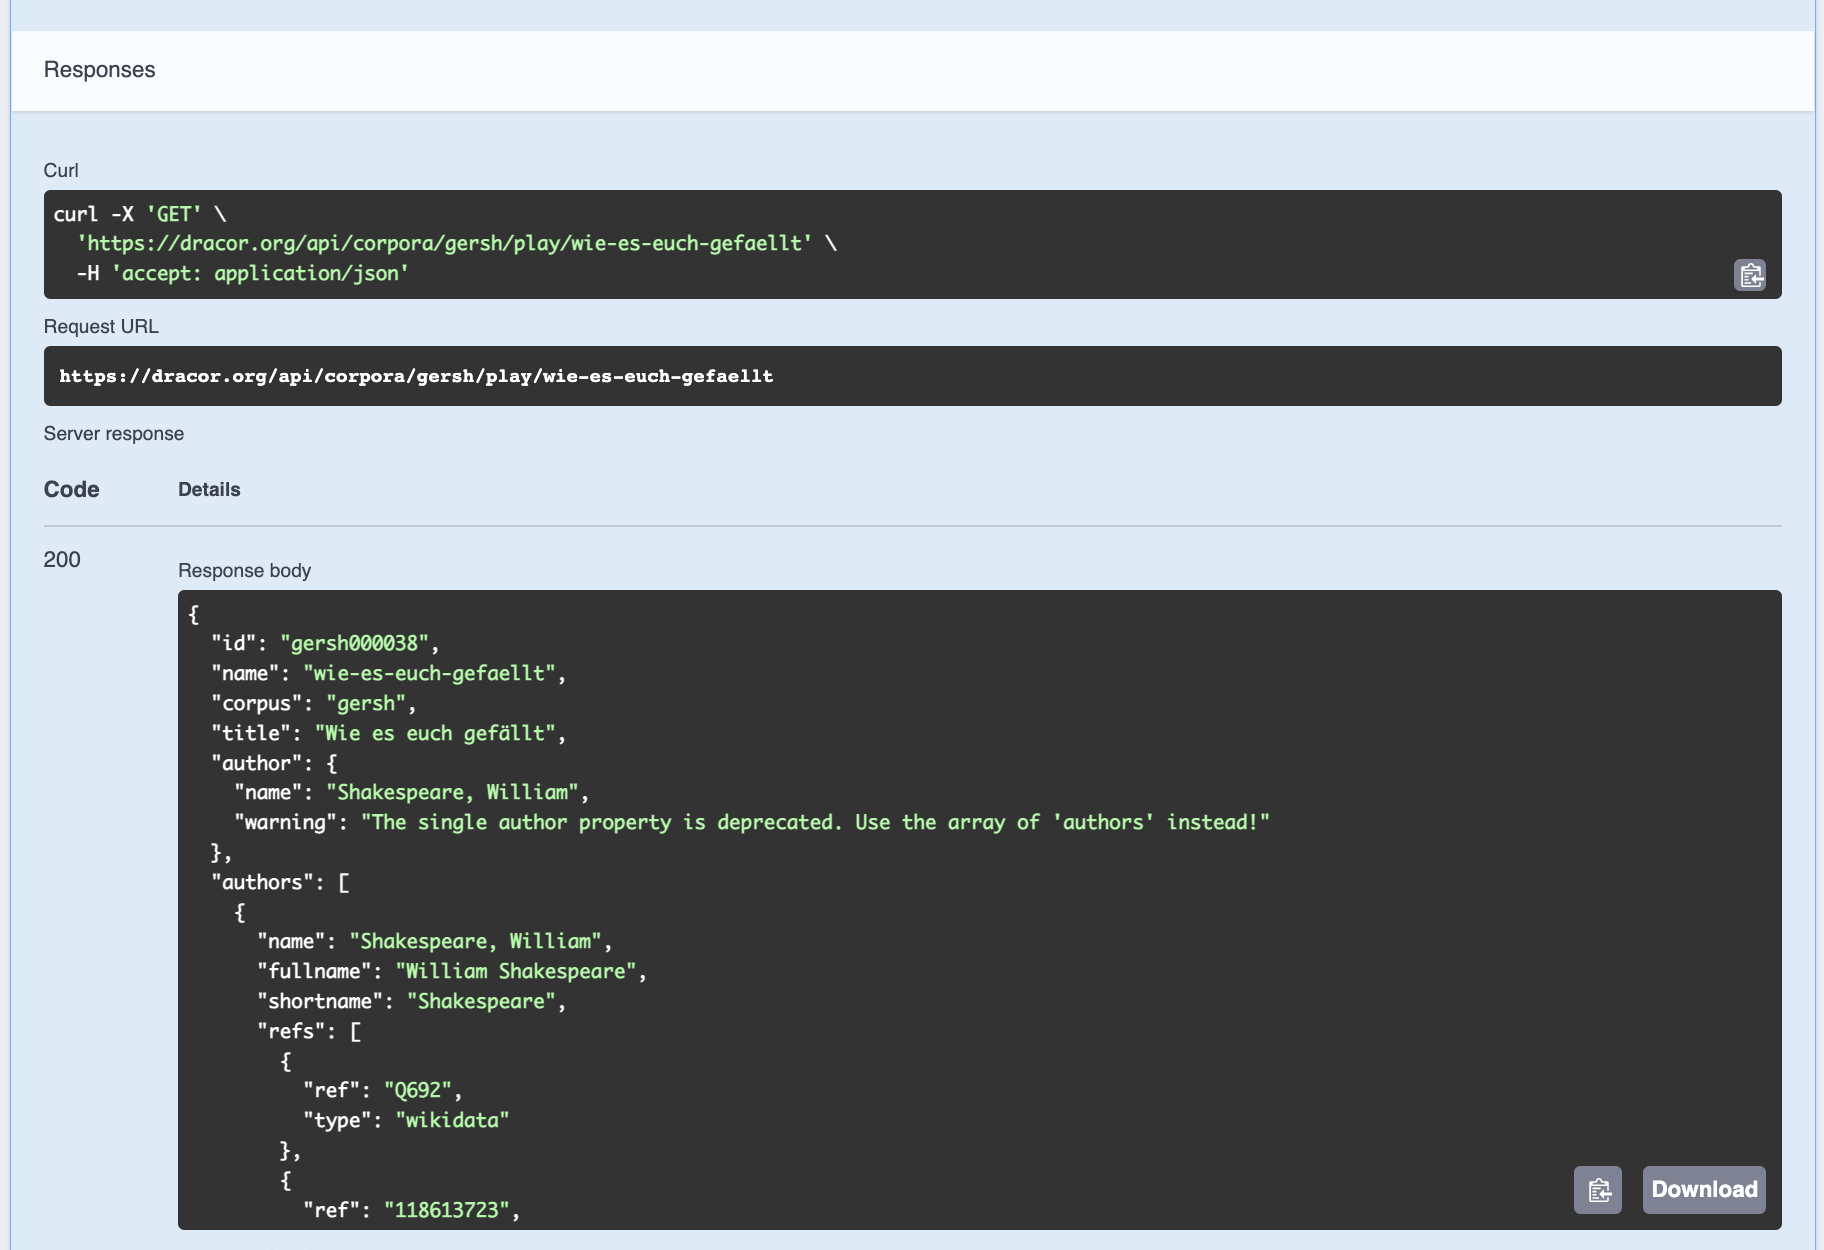 Responses
Curl
curl -X 'GET' \
  'https://dracor.org/api/corpora/gersh/play/wie-es-euch-gefaellt' \
  -H 'accept: application/json'
Request URL
https://dracor.org/api/corpora/gersh/play/wie-es-euch-gefaellt
Server response
Code Details
200
Response body
{
  "id": "gersh000038",
  "name": "wie-es-euch-gefaellt",
  "corpus": "gersh",
  "title": "Wie es euch gefällt",
  "author": {
    "name": "Shakespeare, William",
    "warning": "The single author property is deprecated. Use the array of 'authors' instead!"
  },
  "authors": [
    {
      "name": "Shakespeare, William",
      "fullname": "William Shakespeare",
      "shortname": "Shakespeare",
      "refs": [
        {
          "ref": "Q692",
          "type": "wikidata"
        },
        {
          "ref": "118613723",
Download